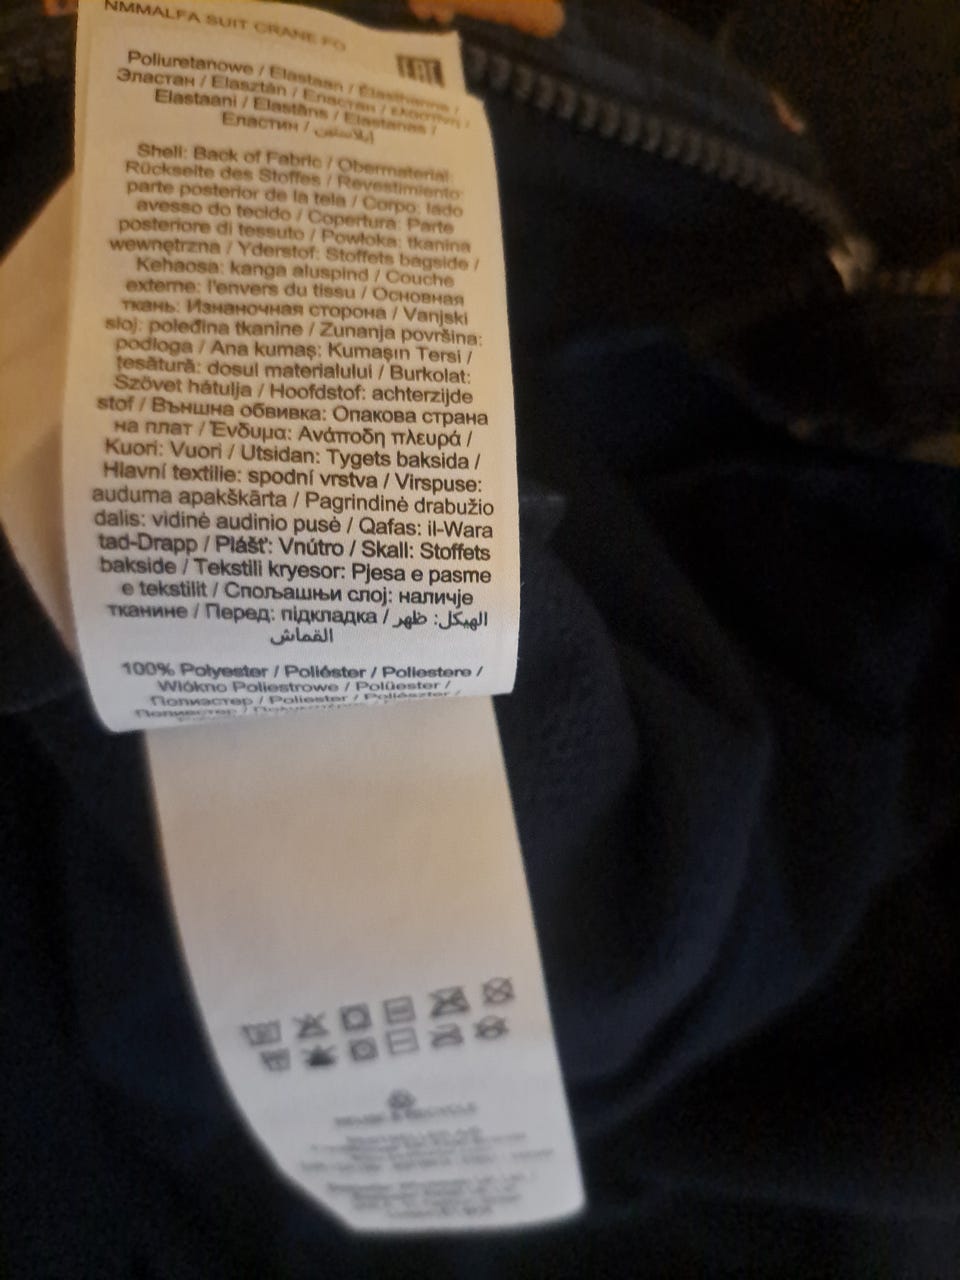 NMMALFA SUIT CRANE FO
EAC
Poliuretanowe / Elastaan / Élasthanne /
Эластан / Elasztán / Еластан / ελαστίνη /
Elastaani / Elastāns / Elastanas /
Еластин / إيلاستين
Shell: Back of Fabric / Obermaterial:
Rückseite des Stoffes / Revestimiento:
parte posterior de la tela / Corpo: lado
avesso do tecido / Copertura: Parte
posteriore di tessuto / Powłoka: tkanina
wewnętrzna / Yderstof: Stoffets bagside /
Kehaosa: kanga aluspind / Couche
externe: l'envers du tissu / Основная
ткань: Изнаночная сторона / Vanjski
sloj: poleđina tkanine / Zunanja površina:
podloga / Ana kumaş: Kumaşın Tersi /
ţesătură: dosul materialului / Burkolat:
Szövet hátulja / Hoofdstof: achterzijde
stof / Външна обвивка: Опакова страна
на плат / Ένδυμα: Ανάποδη πλευρά /
Kuori: Vuori / Utsidan: Tygets baksida /
Hlavní textilie: spodní vrstva / Virspuse:
auduma apakškārta / Pagrindinė drabužio
dalis: vidinė audinio pusė / Qafas: il-Wara
tad-Drapp / Plášť: Vnútro / Skall: Stoffets
bakside / Tekstili kryesor: Pjesa e pasme
e tekstilit / Спољашњи слој: наличје
тканине / Перед: підкладка / الهيكل: ظهر
القماش
100% Polyester / Poliéster / Poliestere /
Włókno Poliestrowe / Polüester /
Полиэстер / Poliester / Poliészter /
Полиестер /